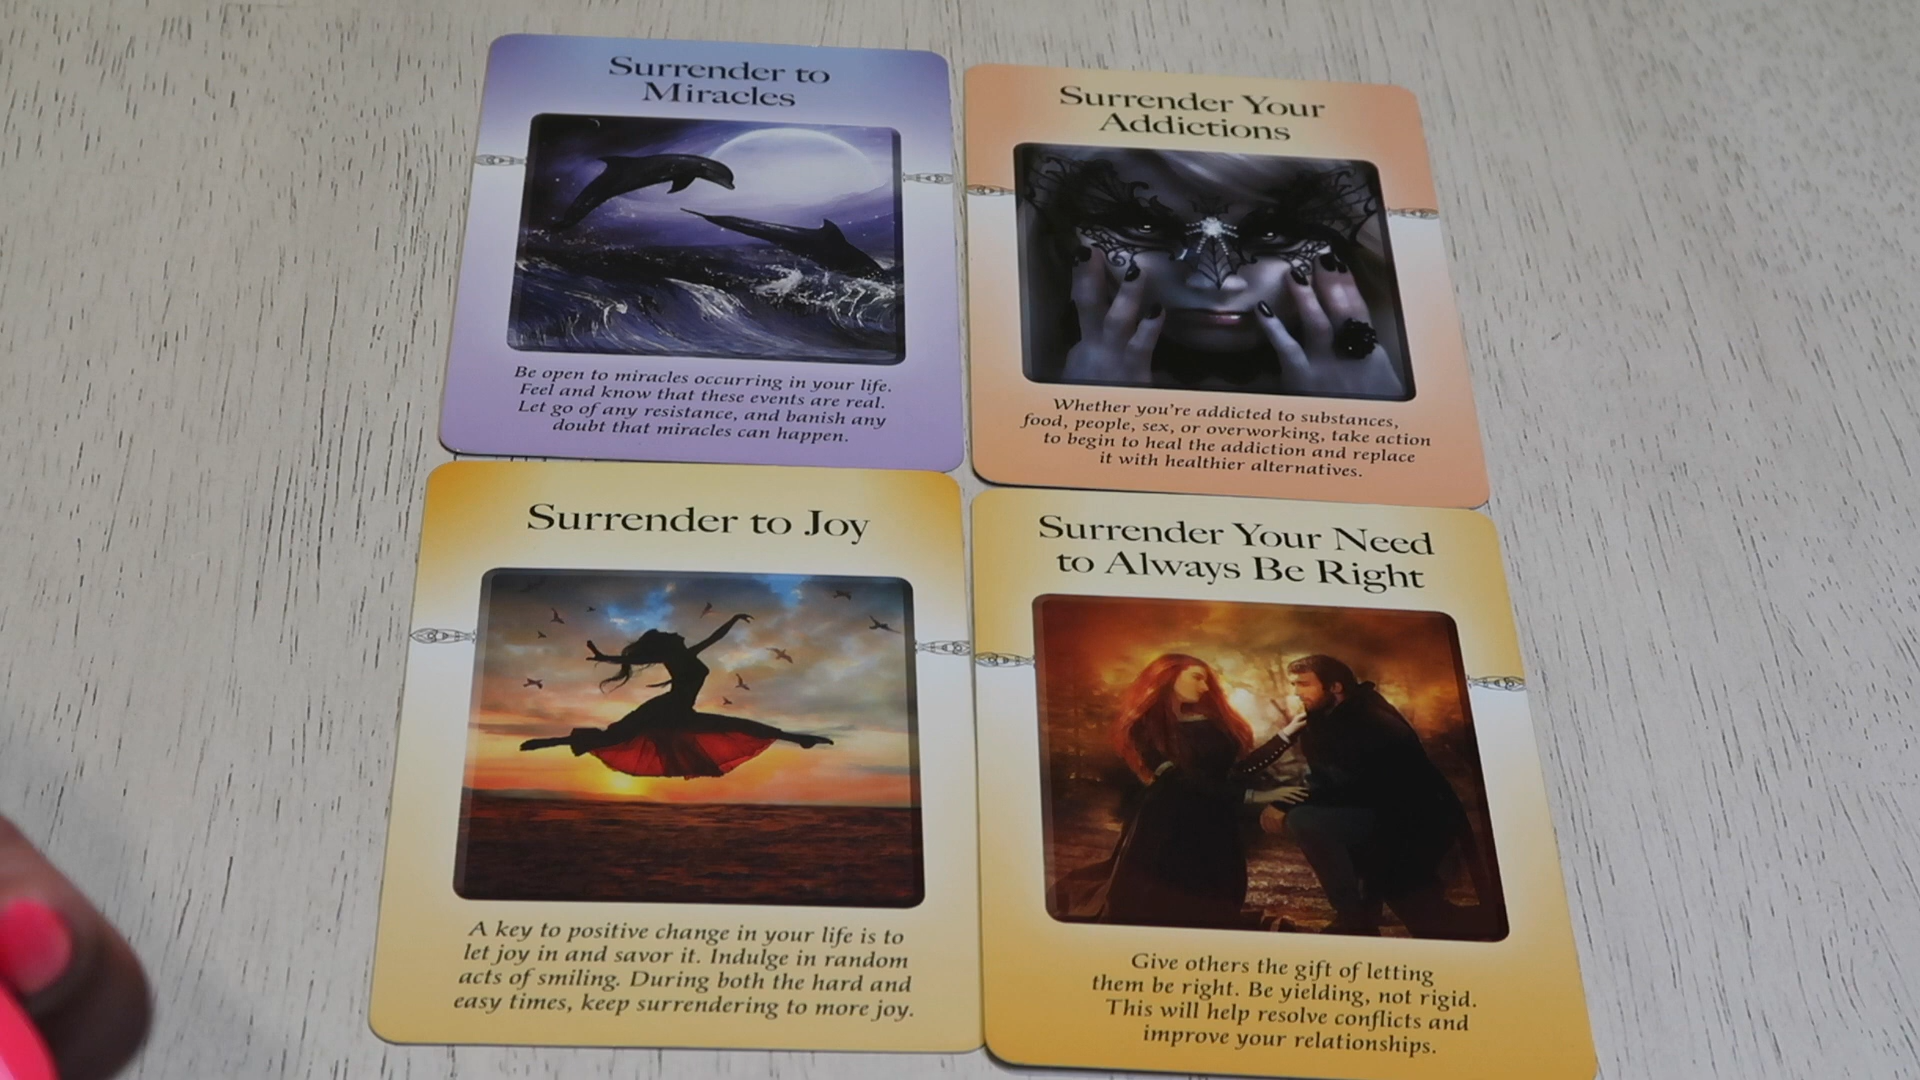 Surrender to
Miracles
Be open to miracles occurring in your life.
Feel and know that these events are real.
Let go of any resistance, and banish any
doubt that miracles can happen.
Surrender Your
Addictions
Whether you're addicted to substances,
food, people, sex, or overworking, take action
to begin to heal the addiction and replace
it with healthier alternatives.
Surrender to Joy
A key to positive change in your life is to
let joy in and savor it. Indulge in random
acts of smiling. During both the hard and
easy times, keep surrendering to more joy.
Surrender Your Need
to Always Be Right
Give others the gift of letting
them be right. Be yielding, not rigid.
This will help resolve conflicts and
improve your relationships.